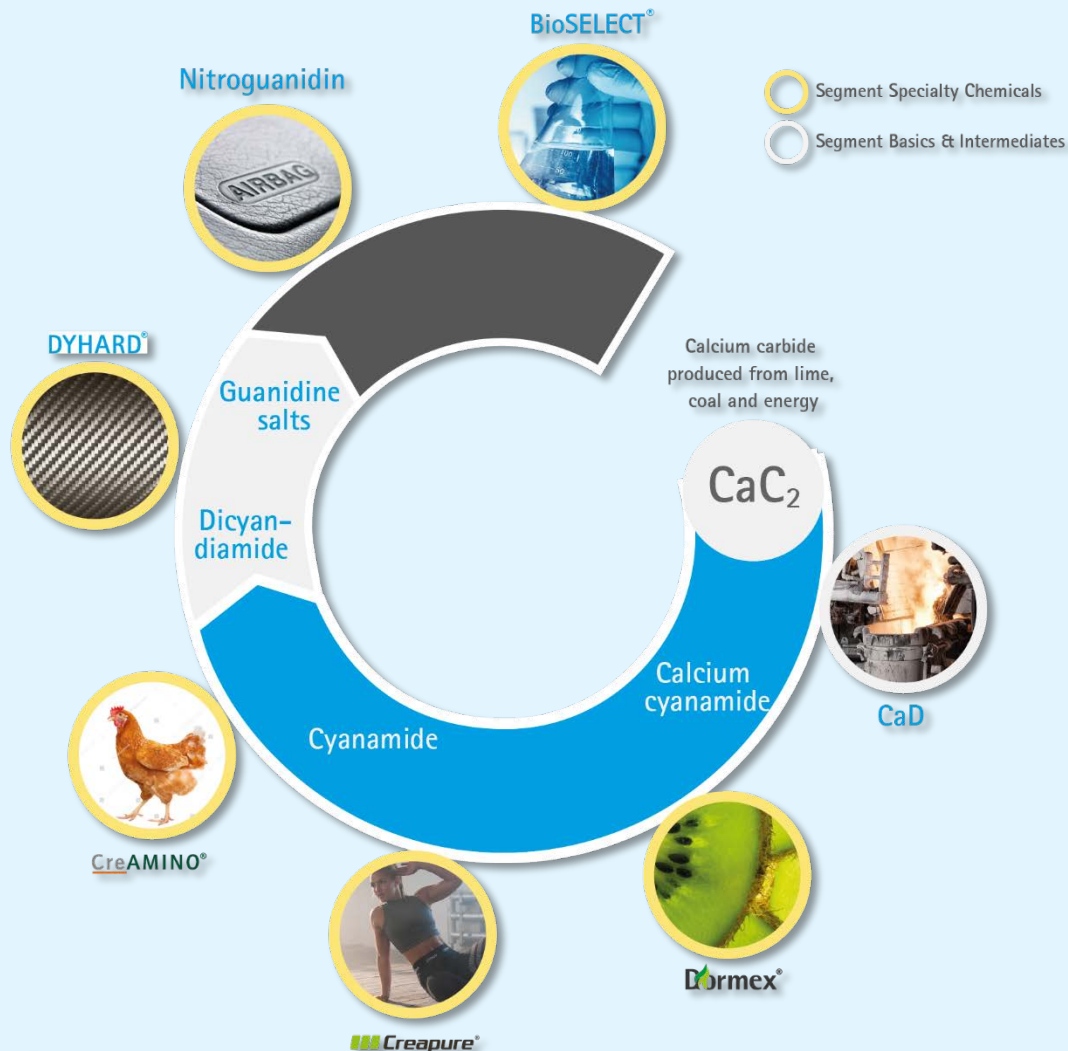 BioSELECT®
Nitroguanidin
Segment Specialty Chemicals
Segment Basics & Intermediates
AIRBAG
DYHARD®
Calcium carbide
produced from lime,
coal and energy
Guanidine
salts
CaC₂
Dicyan-
diamide
Calcium
cyanamide
CaD
Cyanamide
CreAMINO®
Dormex®
Creapure®